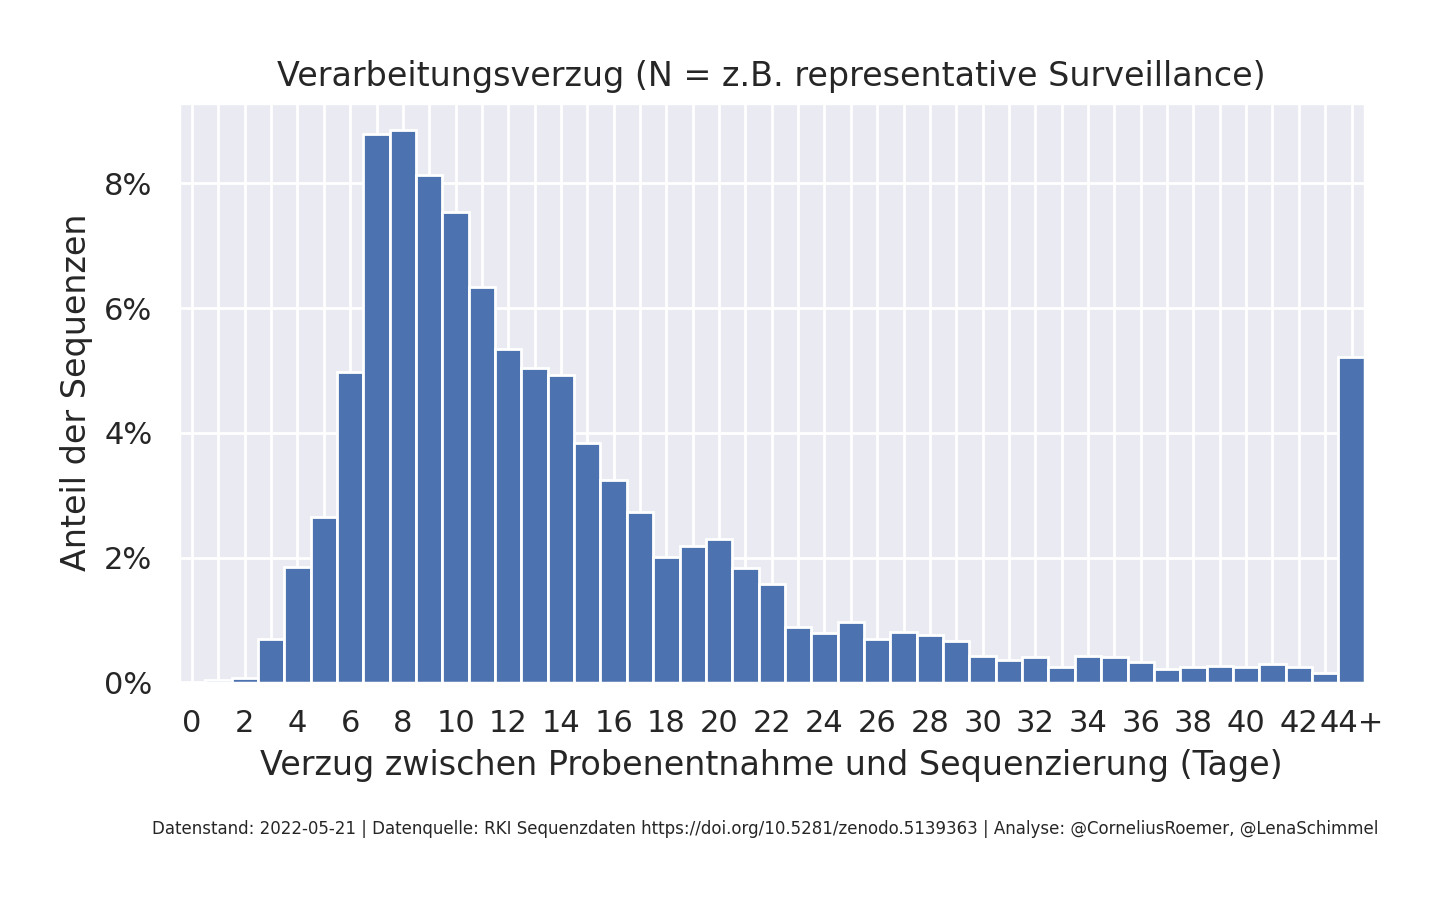 Verarbeitungsverzug (N = z.B. representative Surveillance)
Anteil der Sequenzen
8%
6%
4%
2%
0%
0 2 4 6 8 10 12 14 16 18 20 22 24 26 28 30 32 34 36 38 40 42 44+
Verzug zwischen Probenentnahme und Sequenzierung (Tage)
Datenstand: 2022-05-21 | Datenquelle: RKI Sequenzdaten https://doi.org/10.5281/zenodo.5139363 | Analyse: @CorneliusRoemer, @LenaSchimmel